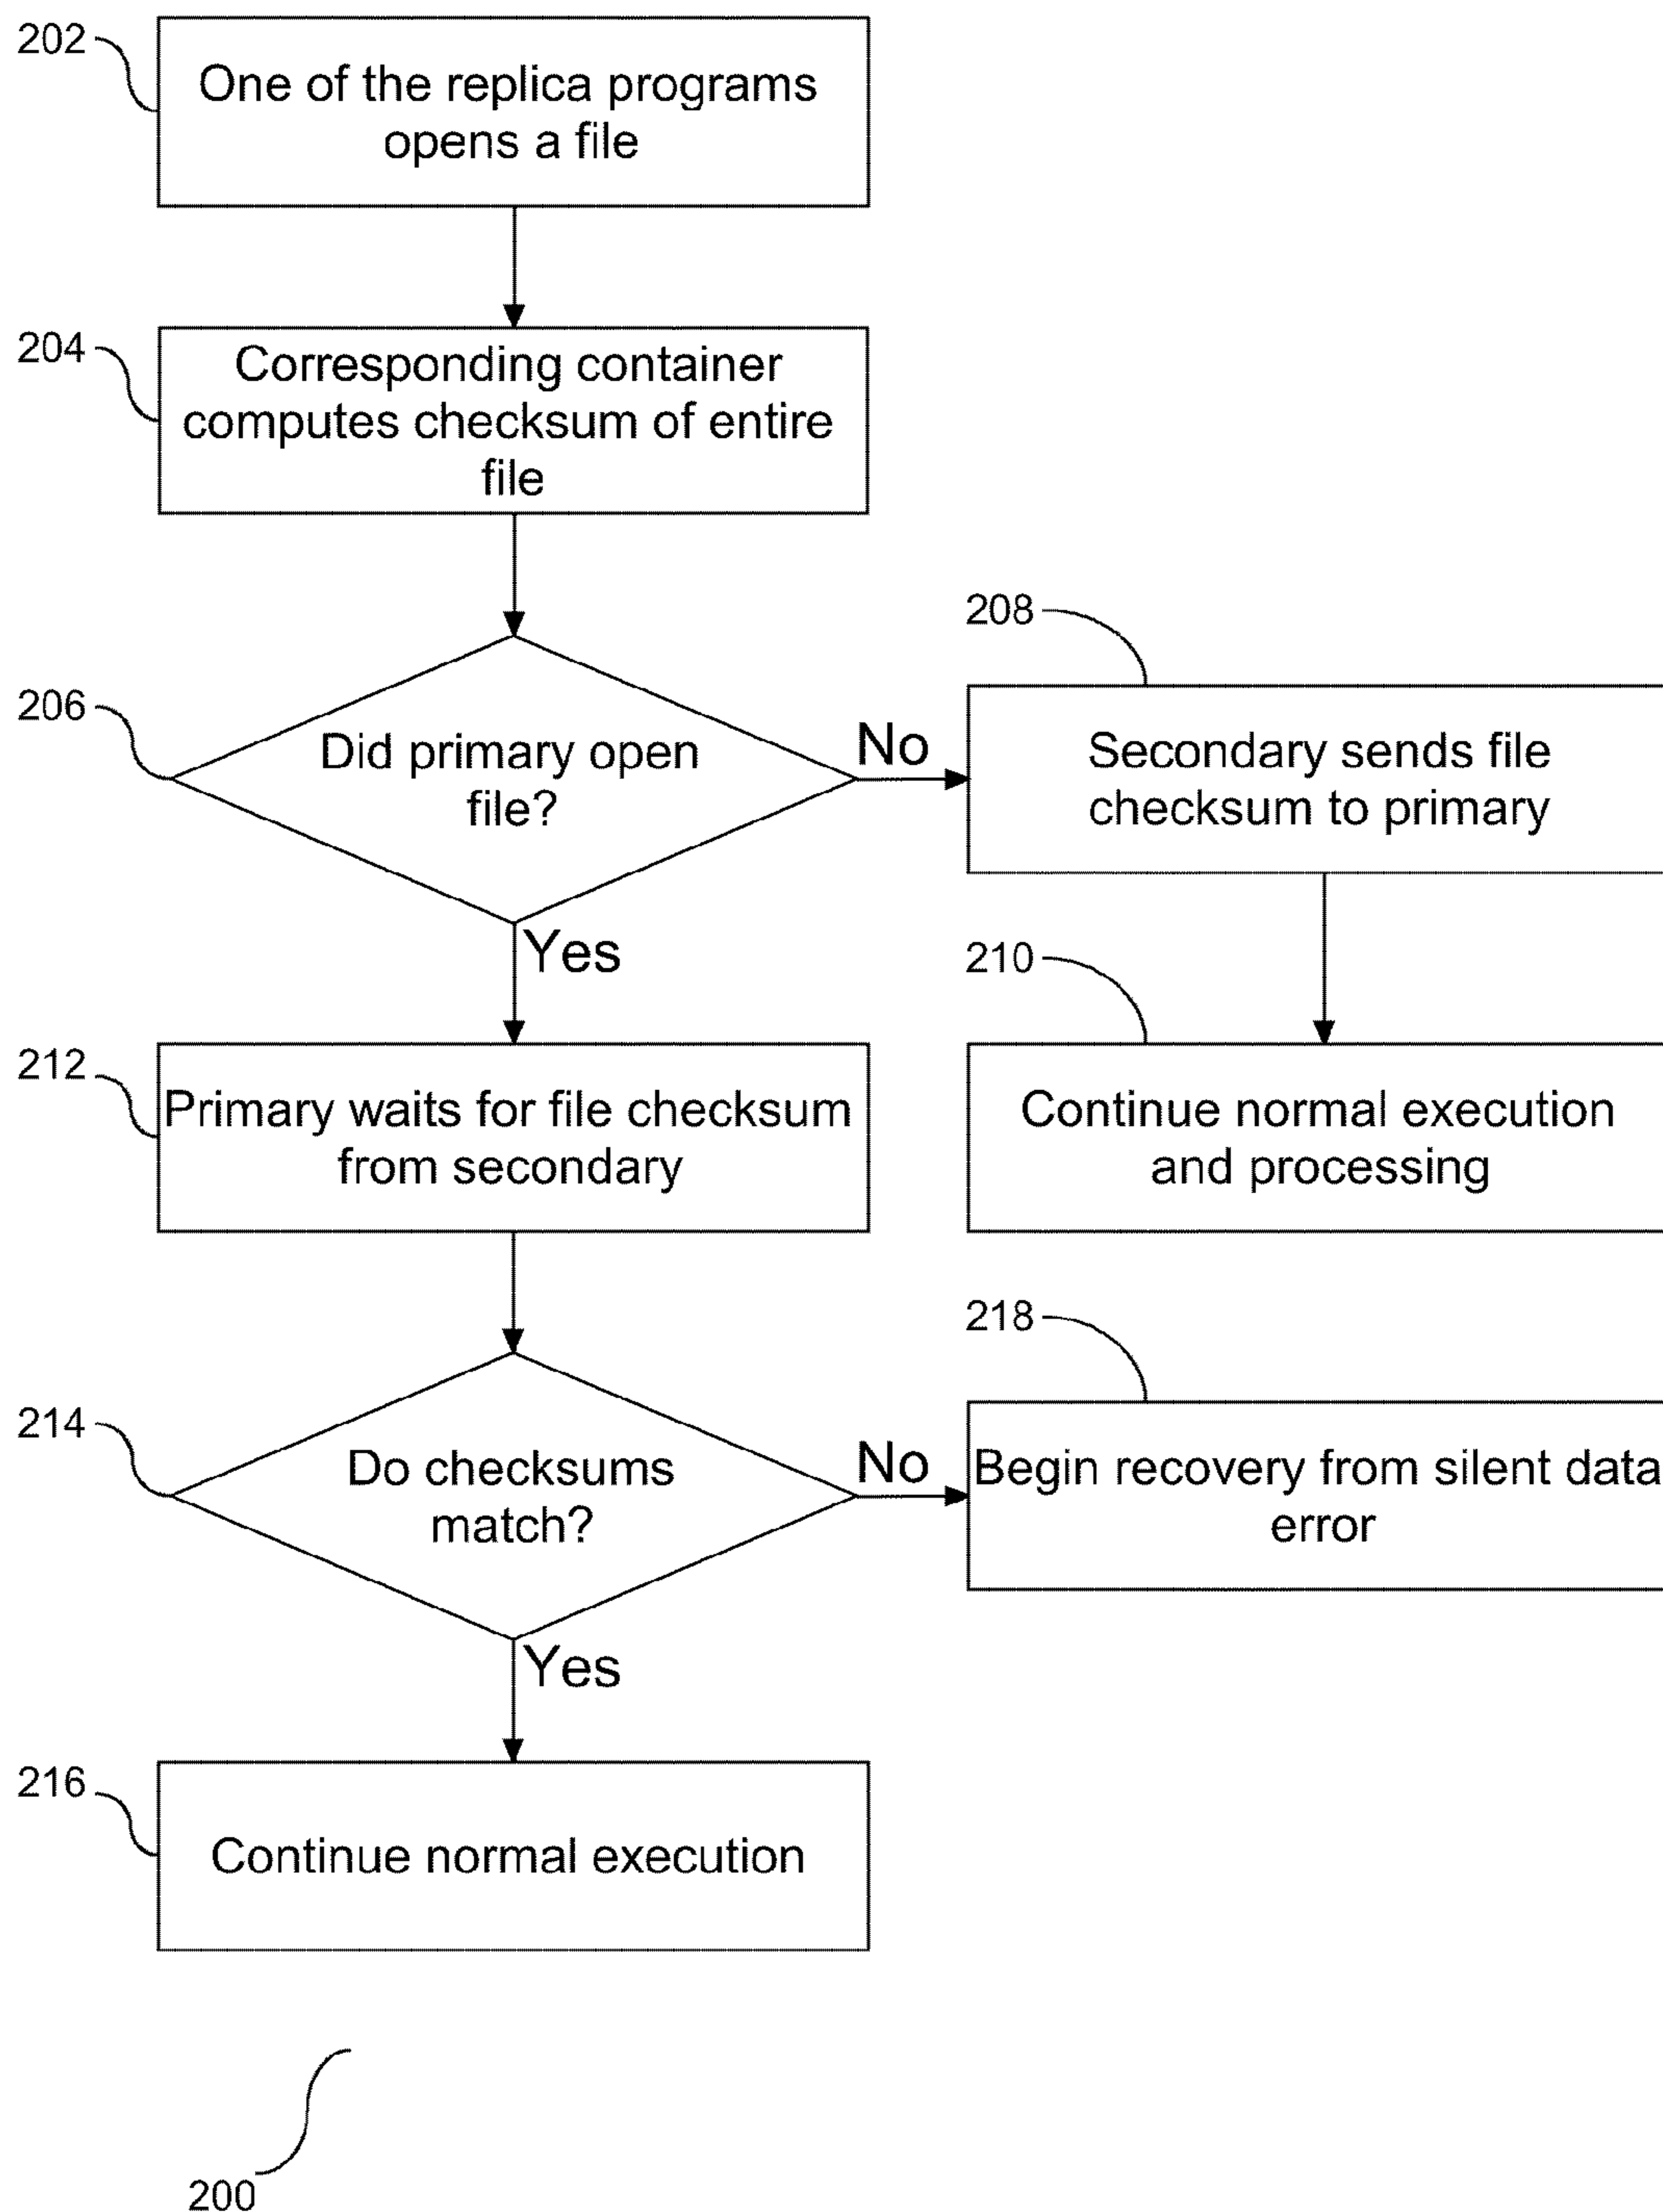 202
One of the replica programs
opens a file
204
Corresponding container
computes checksum of entire
file
206
Did primary open
file?
No
Yes
208
Secondary sends file
checksum to primary
210
Continue normal execution
and processing
212
Primary waits for file checksum
from secondary
214
Do checksums
match?
No
Yes
218
Begin recovery from silent data
error
216
Continue normal execution
200